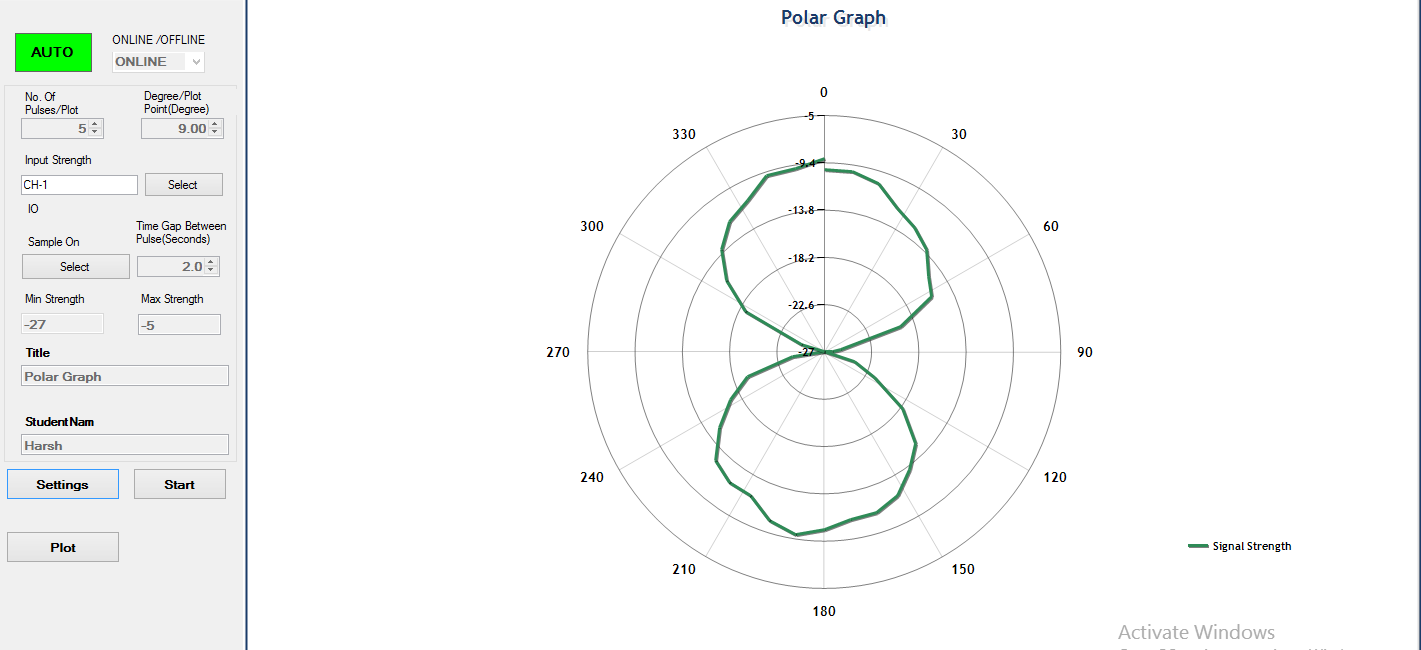 AUTO
ONLINE /OFFLINE
ONLINE
No. Of
Pulses/Plot
5
Degree/Plot
Point(Degree)
9.00
Input Strength
CH-1
Select
IO
Sample On
Select
Time Gap Between
Pulse(Seconds)
2.0
Min Strength
-27
Max Strength
-5
Title
Polar Graph
StudentNam
Harsh
Settings
Start
Plot
Polar Graph
0
30
60
90
120
150
180
210
240
270
300
330
-5
-9.4
-13.8
-18.2
-22.6
-27
Signal Strength
Activate Windows